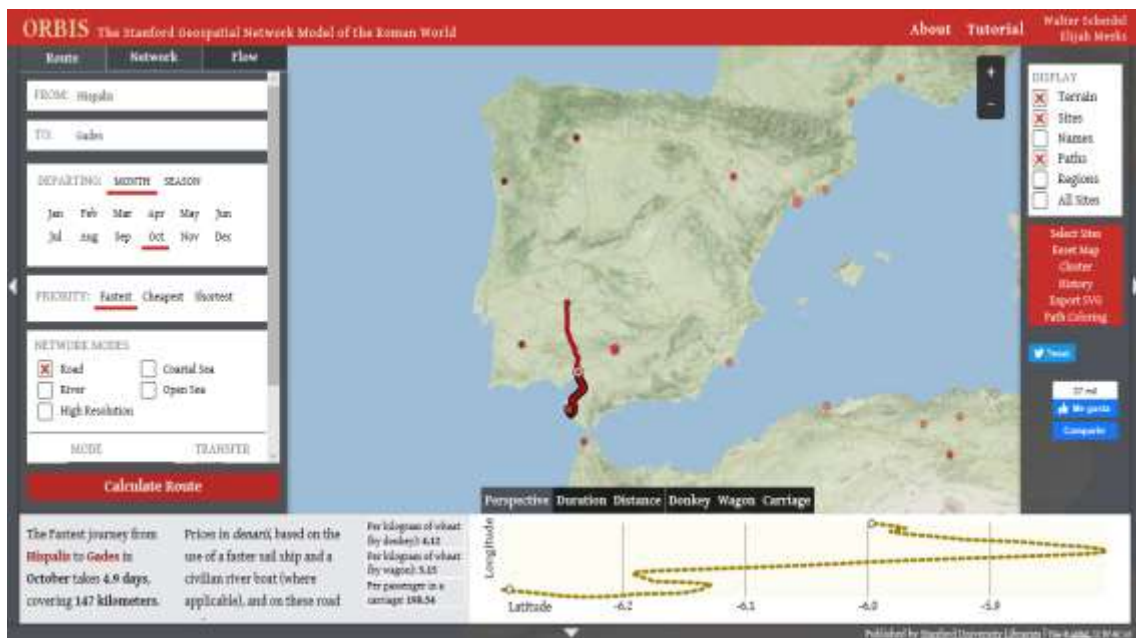 ORBIS The Stanford Geospatial Network Model of the Roman World
About Tutorial
Walter Scheidel
Elijah Meeks
Route Network Flow
FROM: Hispalis
TO: Gades
DEPARTING: MONTH SEASON
Jan Feb Mar Apr May Jun
Jul Aug Sep Oct Nov Dec
PRIORITY: Fastest Cheapest Shortest
NETWORK MODES
Road Coastal Sea
River Open Sea
High Resolution
MODE TRANSFER
Calculate Route
DISPLAY
Terrain
Sites
Names
Paths
Regions
All Sites
Select Sites
Reset Map
Cluster
History
Export SVG
Path Coloring
Tweet
37 mil
Me gusta
Compartir
Perspective Duration Distance Donkey Wagon Carriage
The Fastest journey from
Hispalis to Gades in
October takes 4.9 days,
covering 147 kilometers.
Prices in denarii, based on the
use of a faster sail ship and a
civilian river boat (where
applicable), and on these road
Per kilogram of wheat
(by donkey): 4.12
Per kilogram of wheat
(by wagon): 5.15
Per passenger in a
carriage: 198.54
Longitude
Latitude -6.2 -6.1 -6.0 -5.9
Published by Stanford University Libraries